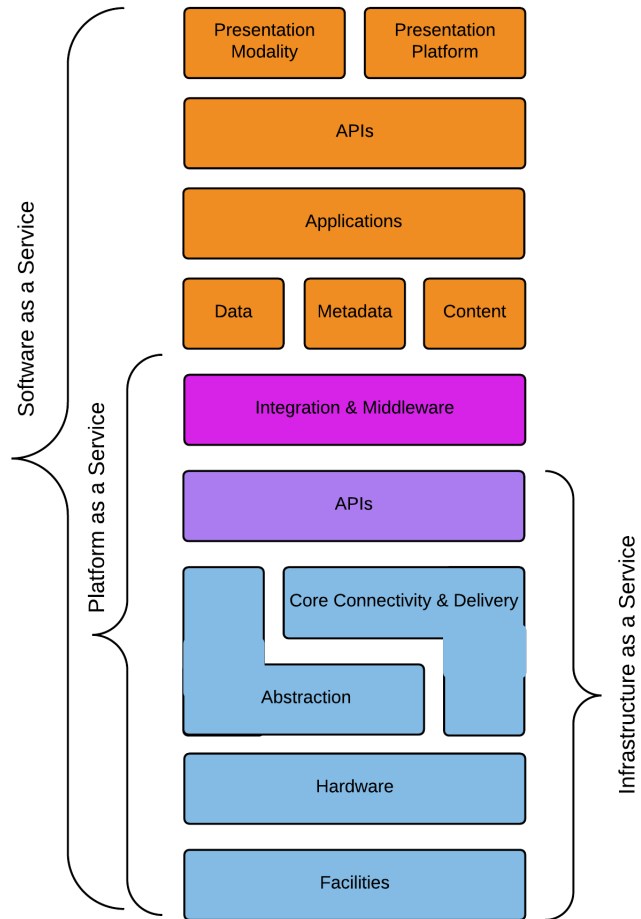 Presentation
Modality
Presentation
Platform
APIs
Applications
Data
Metadata
Content
Integration & Middleware
APIs
Core Connectivity & Delivery
Abstraction
Hardware
Facilities
Software as a Service
Platform as a Service
Infrastructure as a Service